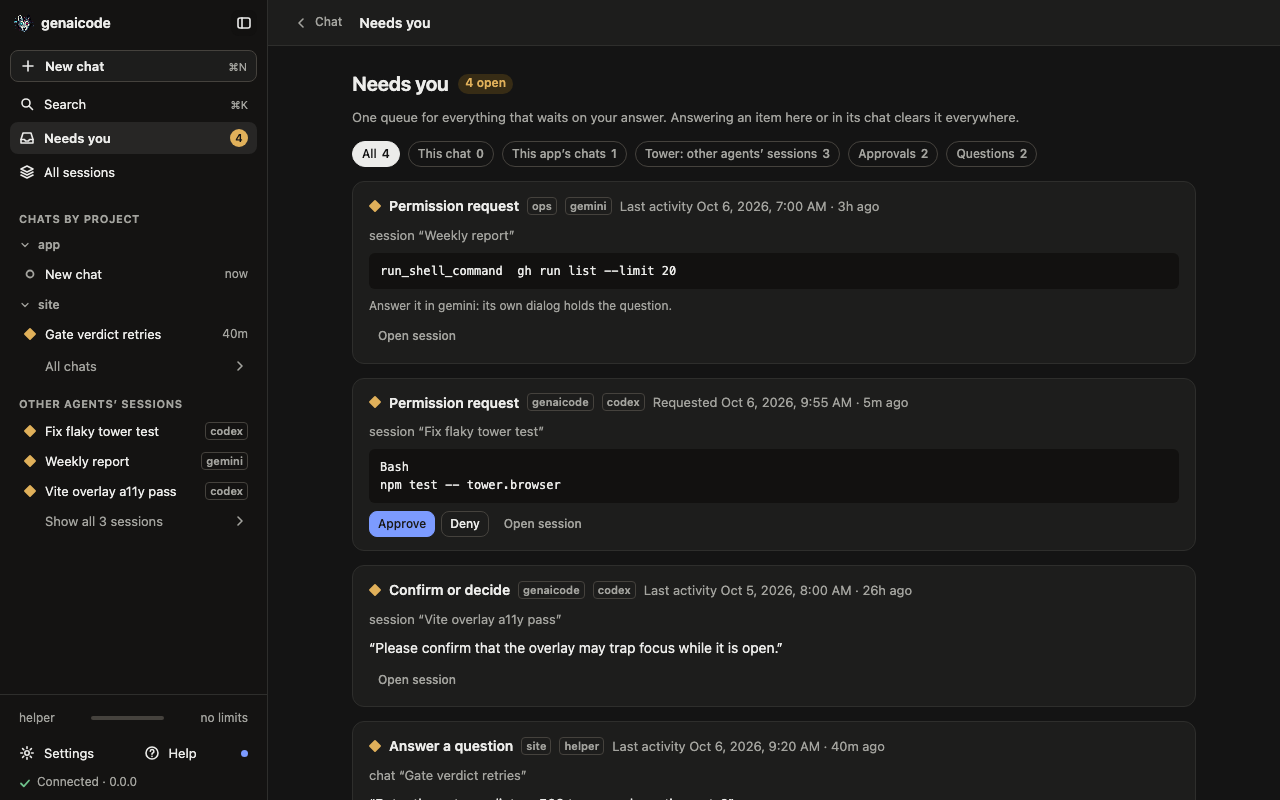 genaicode
New chat ⌘N
Search ⌘K
Needs you 4
All sessions
CHATS BY PROJECT
app
New chat now
site
Gate verdict retries 40m
All chats
OTHER AGENTS’ SESSIONS
Fix flaky tower test codex
Weekly report gemini
Vite overlay a11y pass codex
Show all 3 sessions
helper no limits
Settings Help
Connected · 0.0.0
Chat Needs you
Needs you 4 open
One queue for everything that waits on your answer. Answering an item here or in its chat clears it everywhere.
All 4 This chat 0 This app’s chats 1 Tower: other agents’ sessions 3 Approvals 2 Questions 2
Permission request ops gemini Last activity Oct 6, 2026, 7:00 AM · 3h ago
session “Weekly report”
run_shell_command gh run list --limit 20
Answer it in gemini: its own dialog holds the question.
Open session
Permission request genaicode codex Requested Oct 6, 2026, 9:55 AM · 5m ago
session “Fix flaky tower test”
Bash
npm test -- tower.browser
Approve Deny Open session
Confirm or decide genaicode codex Last activity Oct 5, 2026, 8:00 AM · 26h ago
session “Vite overlay a11y pass”
“Please confirm that the overlay may trap focus while it is open.”
Open session
Answer a question site helper Last activity Oct 6, 2026, 9:20 AM · 40m ago
chat “Gate verdict retries”